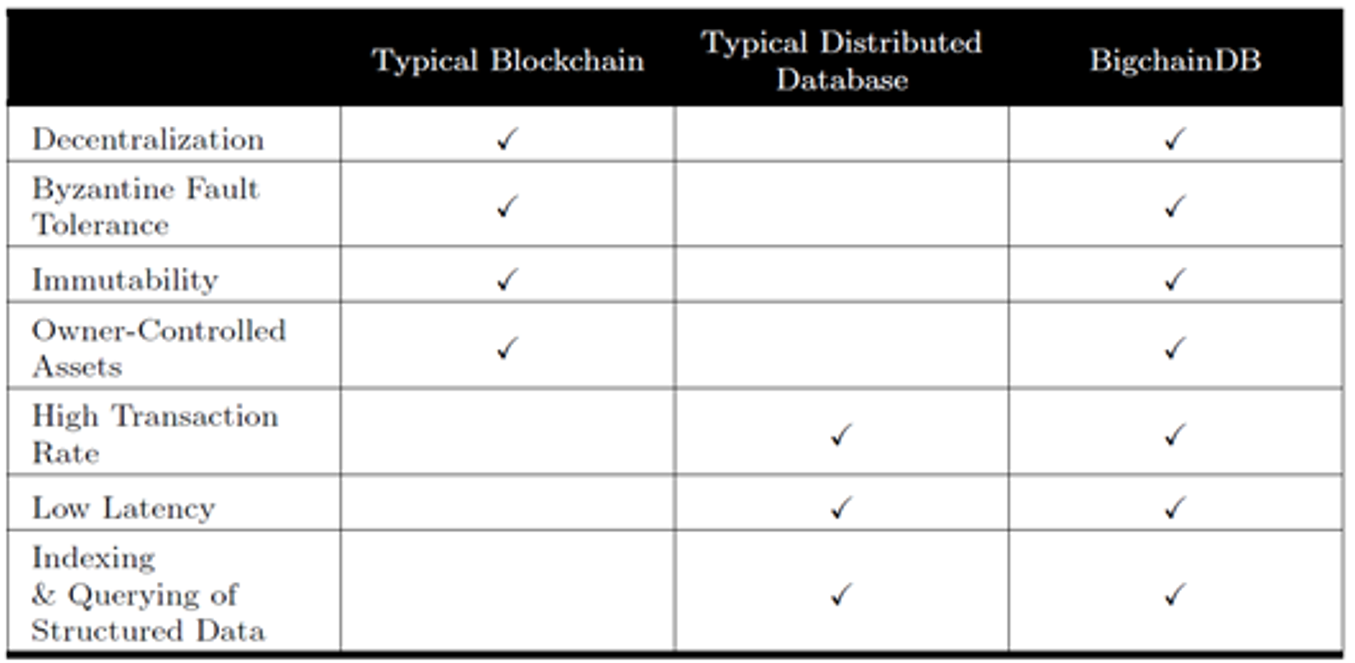 Typical Blockchain
Typical Distributed
Database
BigchainDB
Decentralization ✓ ✓
Byzantine Fault
Tolerance ✓ ✓
Immutability ✓ ✓
Owner-Controlled
Assets ✓ ✓
High Transaction
Rate ✓ ✓
Low Latency ✓ ✓
Indexing
& Querying of
Structured Data ✓ ✓